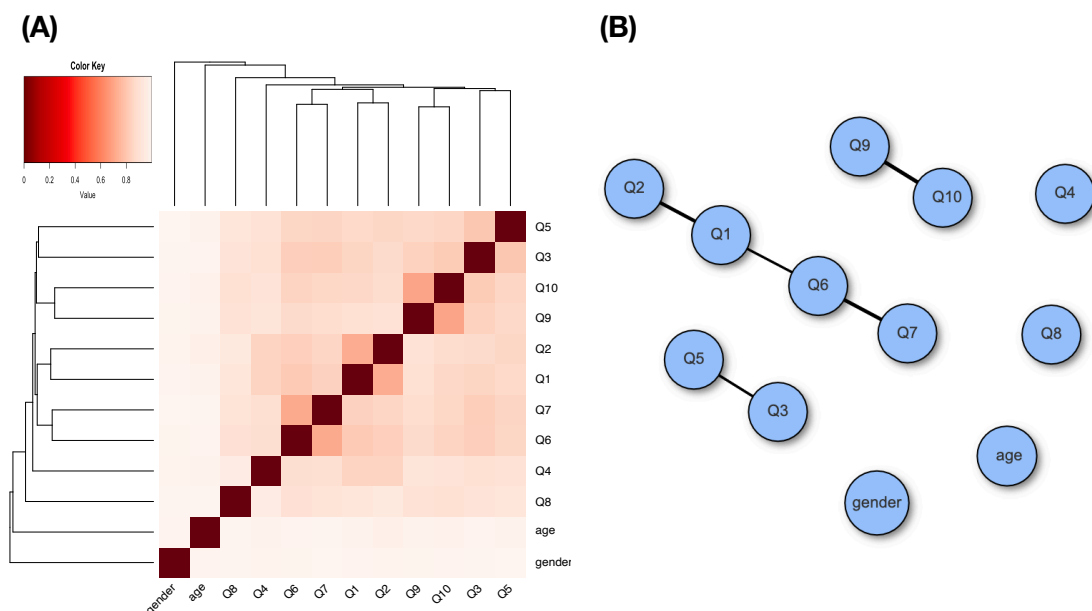 (A)
Color Key
0 0.2 0.4 0.6 0.8
Value
Q5
Q3
Q10
Q9
Q2
Q1
Q7
Q6
Q4
Q8
age
gender
gender age Q8 Q4 Q6 Q7 Q1 Q2 Q9 Q10 Q3 Q5
(B)
Q9
Q2
Q10
Q4
Q1
Q6
Q7
Q8
Q5
Q3
age
gender